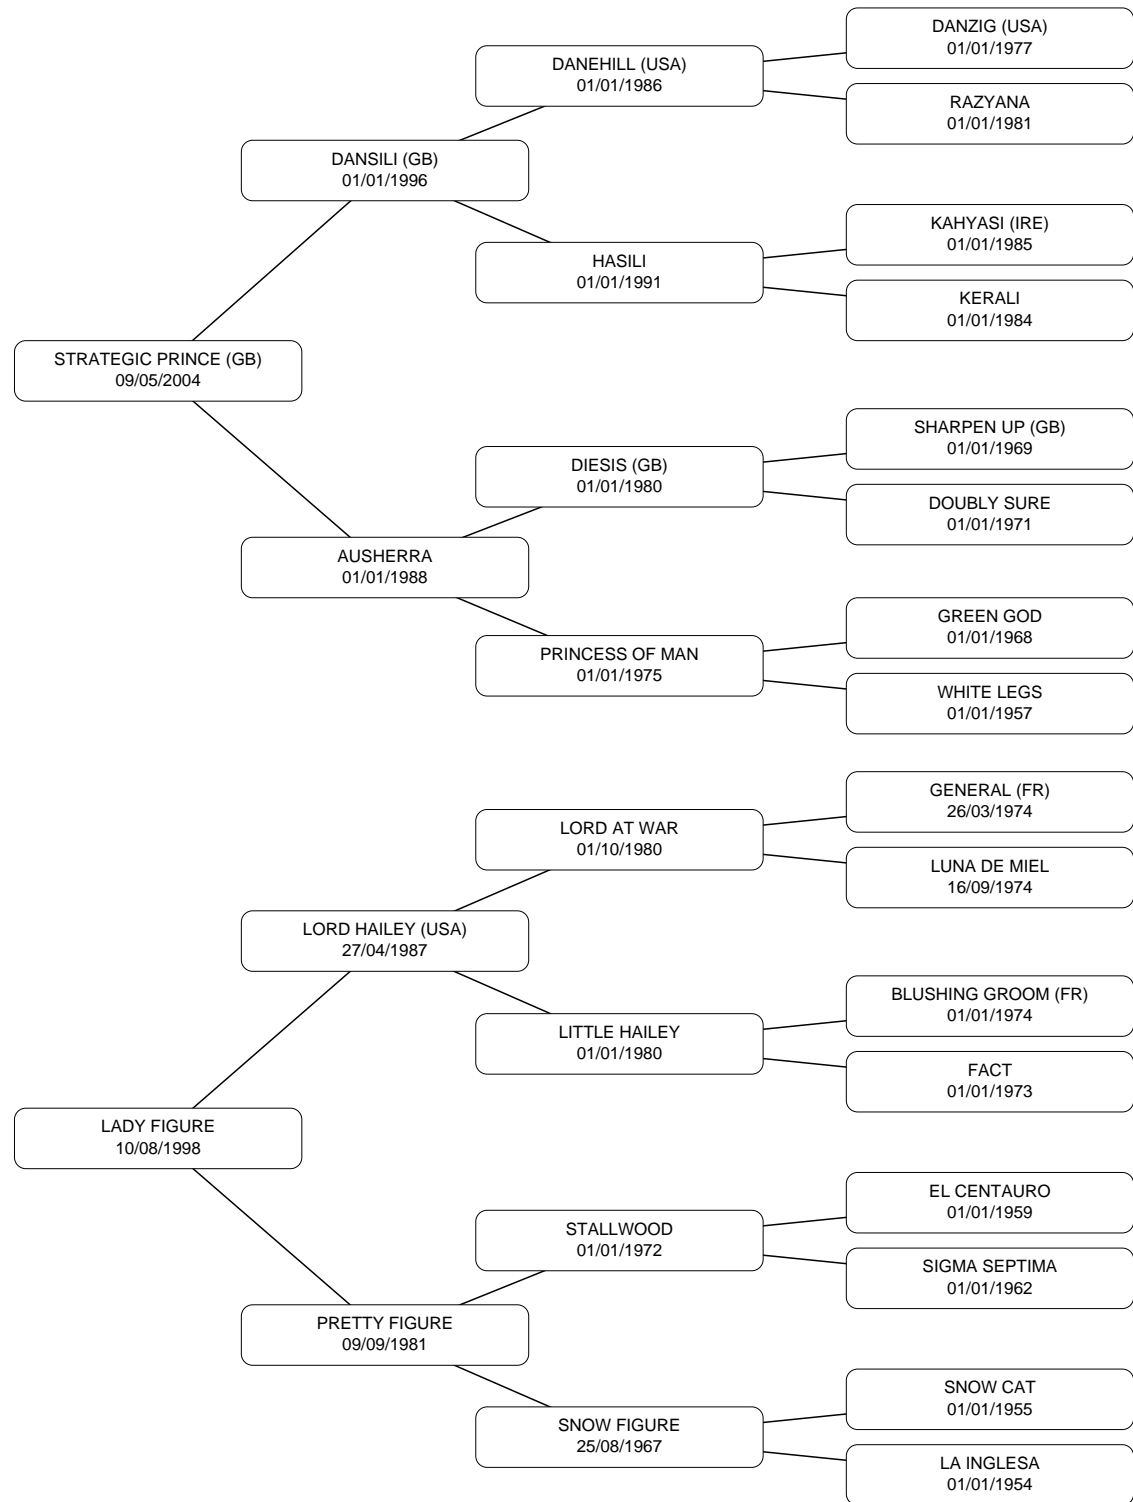 DANZIG (USA)
01/01/1977
DANEHILL (USA)
01/01/1986
RAZYANA
01/01/1981
DANSILI (GB)
01/01/1996
KAHYASI (IRE)
01/01/1985
HASILI
01/01/1991
KERALI
01/01/1984
STRATEGIC PRINCE (GB)
09/05/2004
SHARPEN UP (GB)
01/01/1969
DIESIS (GB)
01/01/1980
DOUBLY SURE
01/01/1971
AUSHERRA
01/01/1988
GREEN GOD
01/01/1968
PRINCESS OF MAN
01/01/1975
WHITE LEGS
01/01/1957
GENERAL (FR)
26/03/1974
LORD AT WAR
01/10/1980
LUNA DE MIEL
16/09/1974
LORD HAILEY (USA)
27/04/1987
BLUSHING GROOM (FR)
01/01/1974
LITTLE HAILEY
01/01/1980
FACT
01/01/1973
LADY FIGURE
10/08/1998
EL CENTAURO
01/01/1959
STALLWOOD
01/01/1972
SIGMA SEPTIMA
01/01/1962
PRETTY FIGURE
09/09/1981
SNOW CAT
01/01/1955
SNOW FIGURE
25/08/1967
LA INGLESA
01/01/1954